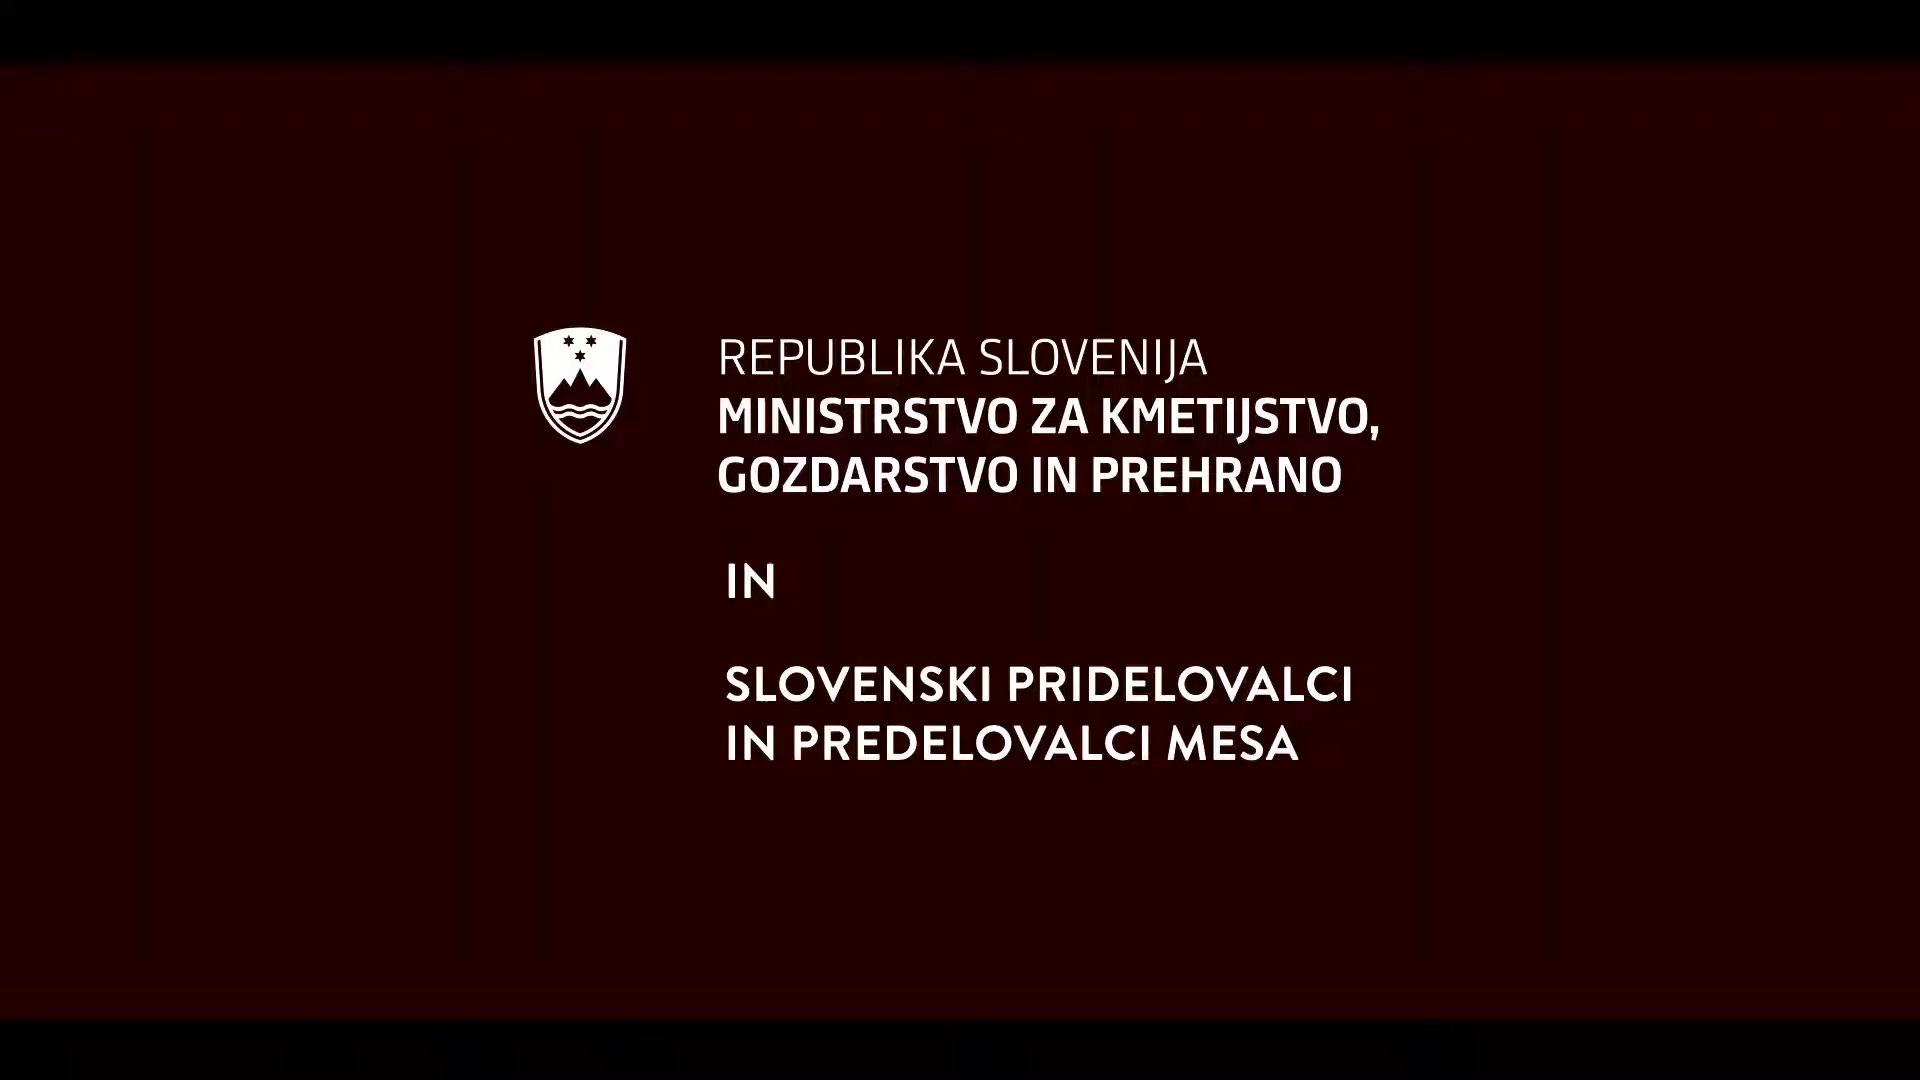 REPUBLIKA SLOVENIJA
MINISTRSTVO ZA KMETIJSTVO,
GOZDARSTVO IN PREHRANO
IN
SLOVENSKI PRIDELOVALCI
IN PREDELOVALCI MESA